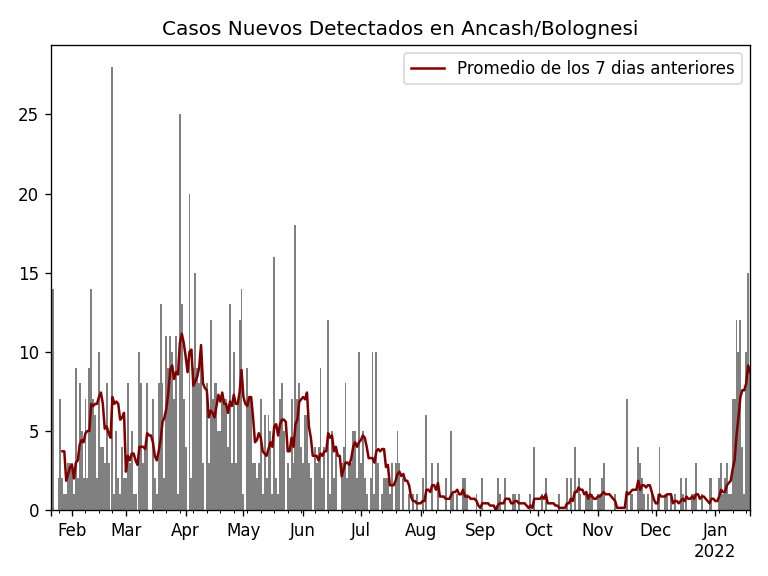 Casos Nuevos Detectados en Ancash/Bolognesi
Promedio de los 7 dias anteriores
25
20
15
10
5
0
Feb Mar Apr May Jun Jul Aug Sep Oct Nov Dec Jan
2022